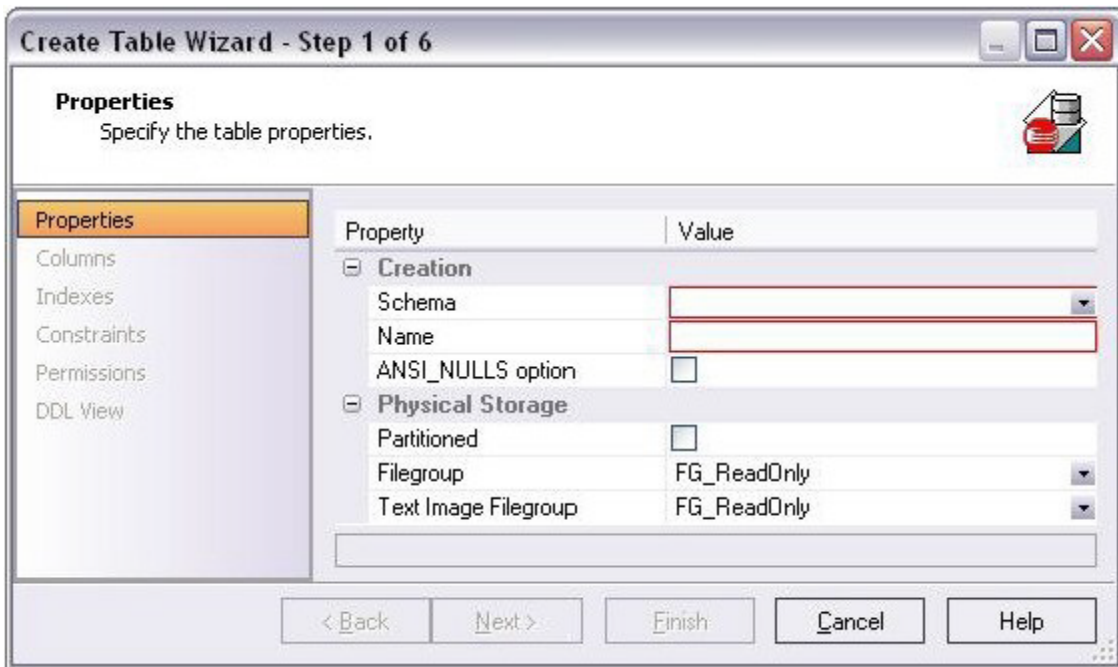 Create Table Wizard - Step 1 of 6
Properties
Specify the table properties.
Properties
Columns
Indexes
Constraints
Permissions
DDL View
Property Value
Creation
Schema
Name
ANSI_NULLS option
Physical Storage
Partitioned
Filegroup FG_ReadOnly
Text Image Filegroup FG_ReadOnly
< Back Next > Finish Cancel Help